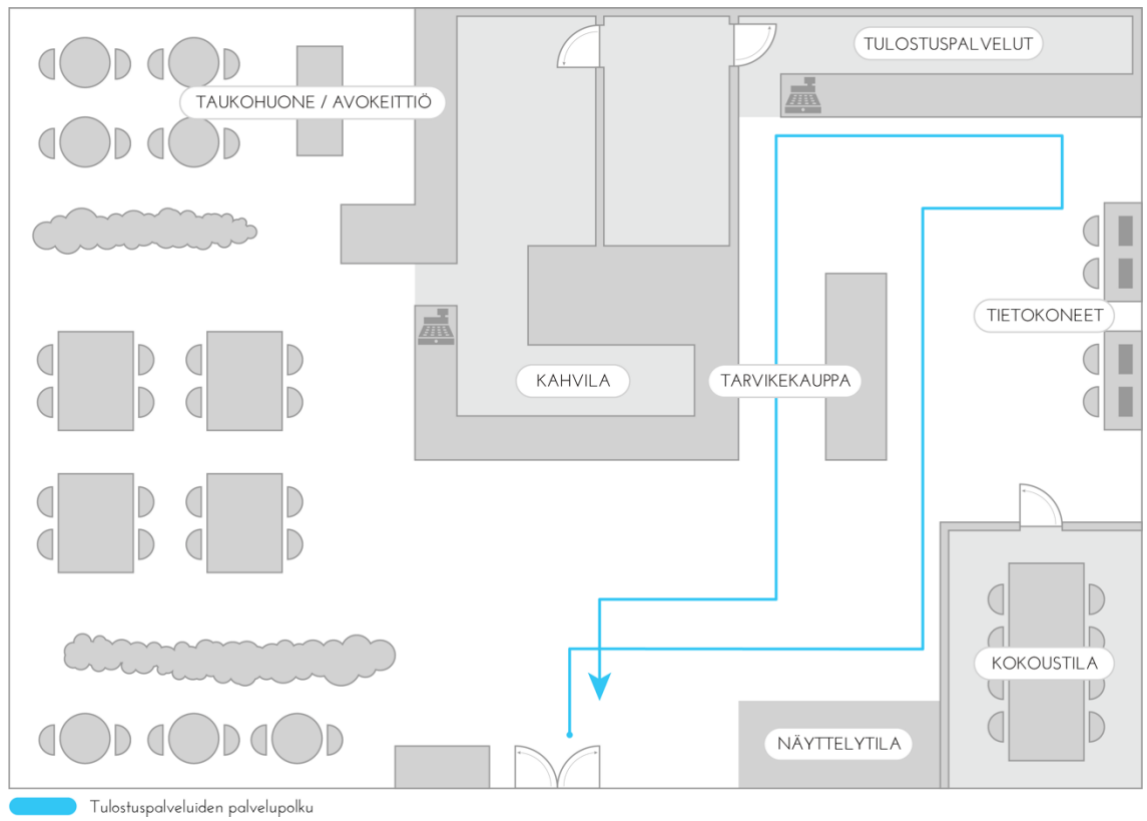 TULOSTUSPALVELUT
TAUKOHUONE / AVOKEITTIÖ
TIETOKONEET
KAHVILA
TARVIKEKAUPPA
KOKOUSTILA
NÄYTTELYTILA
Tulostuspalveluiden palvelupolku